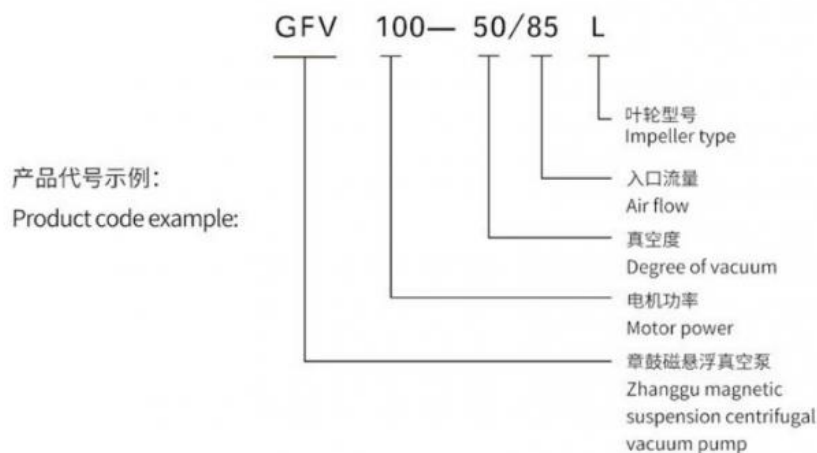 GFV 100— 50/85 L
叶轮型号
Impeller type
产品代号示例：
Product code example:
入口流量
Air flow
真空度
Degree of vacuum
电机功率
Motor power
章鼓磁悬浮真空泵
Zhanggu magnetic
suspension centrifugal
vacuum pump